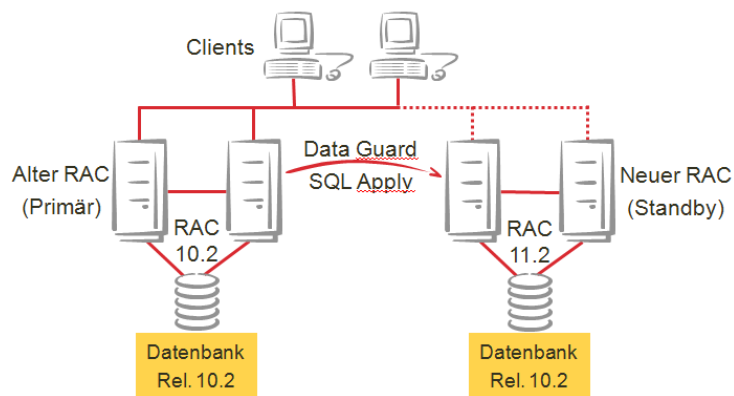 Clients
Alter RAC
(Primär)
Data Guard
SQL Apply
Neuer RAC
(Standby)
RAC
10.2
RAC
11.2
Datenbank
Rel. 10.2
Datenbank
Rel. 10.2